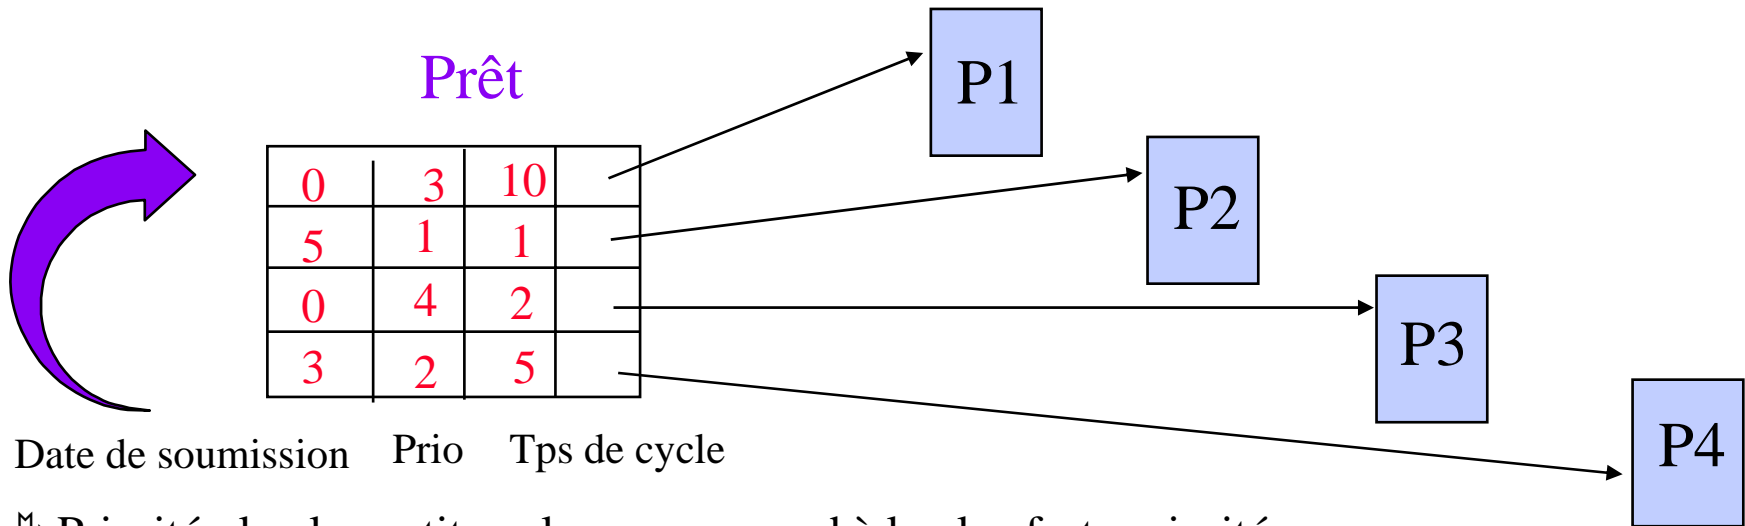 Prêt
P1
0 3 10
5 1 1
P2
0 4 2
P3
3 2 5
P4
Date de soumission Prio Tps de cycle